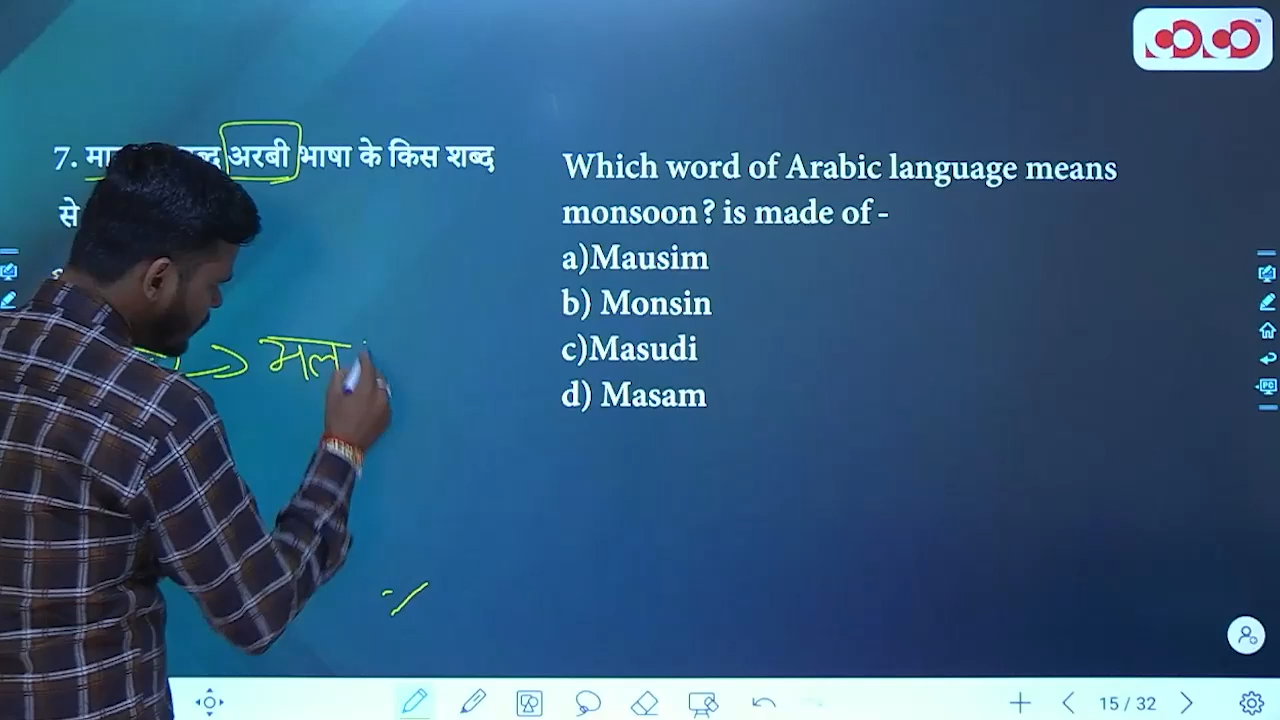 7. शब्द अरबी भाषा के किस शब्द
से
Which word of Arabic language means
monsoon? is made of -
a)Mausim
b) Monsin
c)Masudi
d) Masam
मल
15 / 32